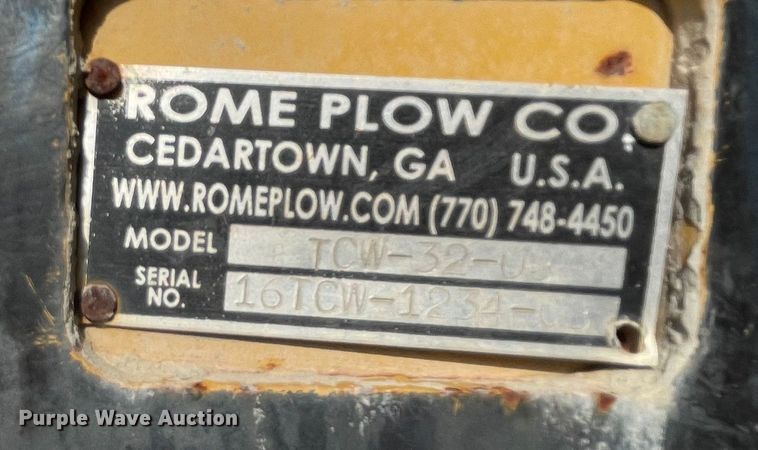 ROME PLOW CO.
CEDARTOWN, GA U.S.A.
WWW.ROMEPLOW.COM (770) 748-4450
MODEL
SERIAL NO. 
Purple Wave Auction